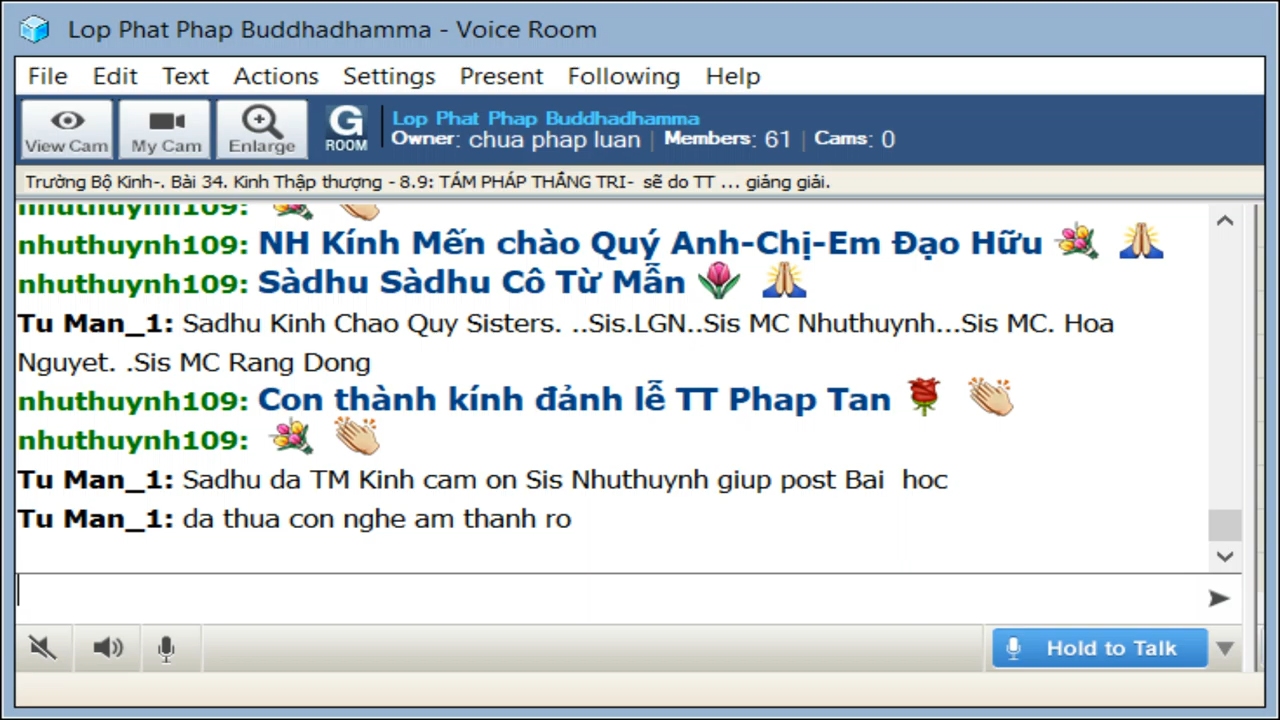 Lop Phat Phap Buddhadhamma - Voice Room
File Edit Text Actions Settings Present Following Help
View Cam My Cam Enlarge G ROOM
Lop Phat Phap Buddhadhamma
Owner: chua phap luan | Members: 61 | Cams: 0
Trường Bộ Kinh-. Bài 34. Kinh Thập thượng - 8.9: TÁM PHÁP THẮNG TRI- sẽ do TT ... giảng giải.
nhuthuynh109:
nhuthuynh109: NH Kính Mến chào Quý Anh-Chị-Em Đạo Hữu
nhuthuynh109: Sàdhu Sàdhu Cô Từ Mẫn
Tu Man_1: Sadhu Kinh Chao Quy Sisters. ..Sis.LGN..Sis MC Nhuthuynh...Sis MC. Hoa
Nguyet. .Sis MC Rang Dong
nhuthuynh109: Con thành kính đảnh lễ TT Phap Tan
nhuthuynh109:
Tu Man_1: Sadhu da TM Kinh cam on Sis Nhuthuynh giup post Bai  hoc
Tu Man_1: da thua con nghe am thanh ro
Hold to Talk